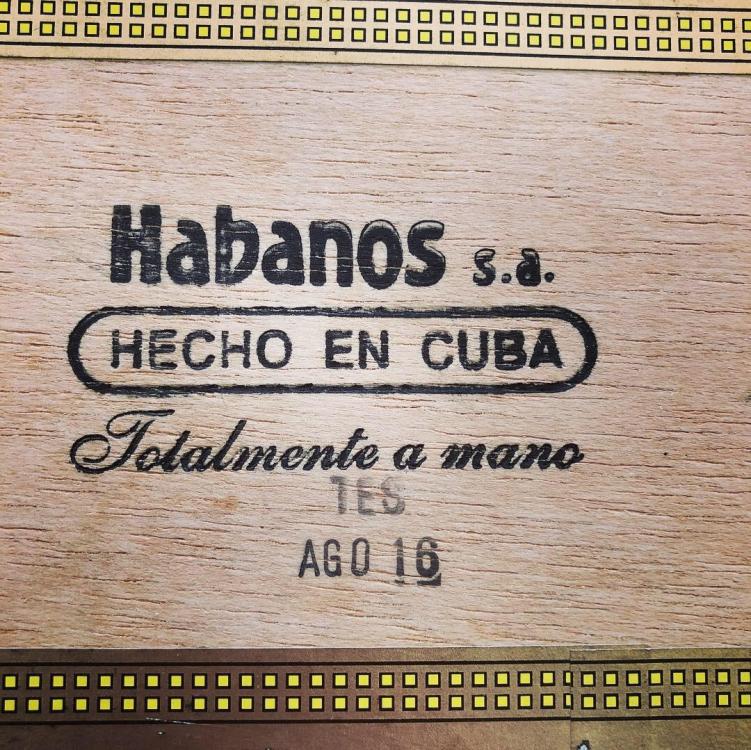 Habanos s.a.
HECHO EN CUBA
Totalmente a mano
TES
AGO 16